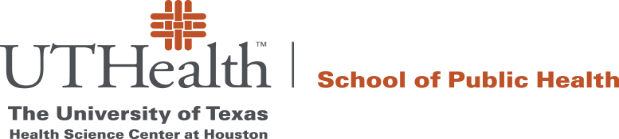 UTHealth™
School of Public Health
The University of Texas
Health Science Center at Houston